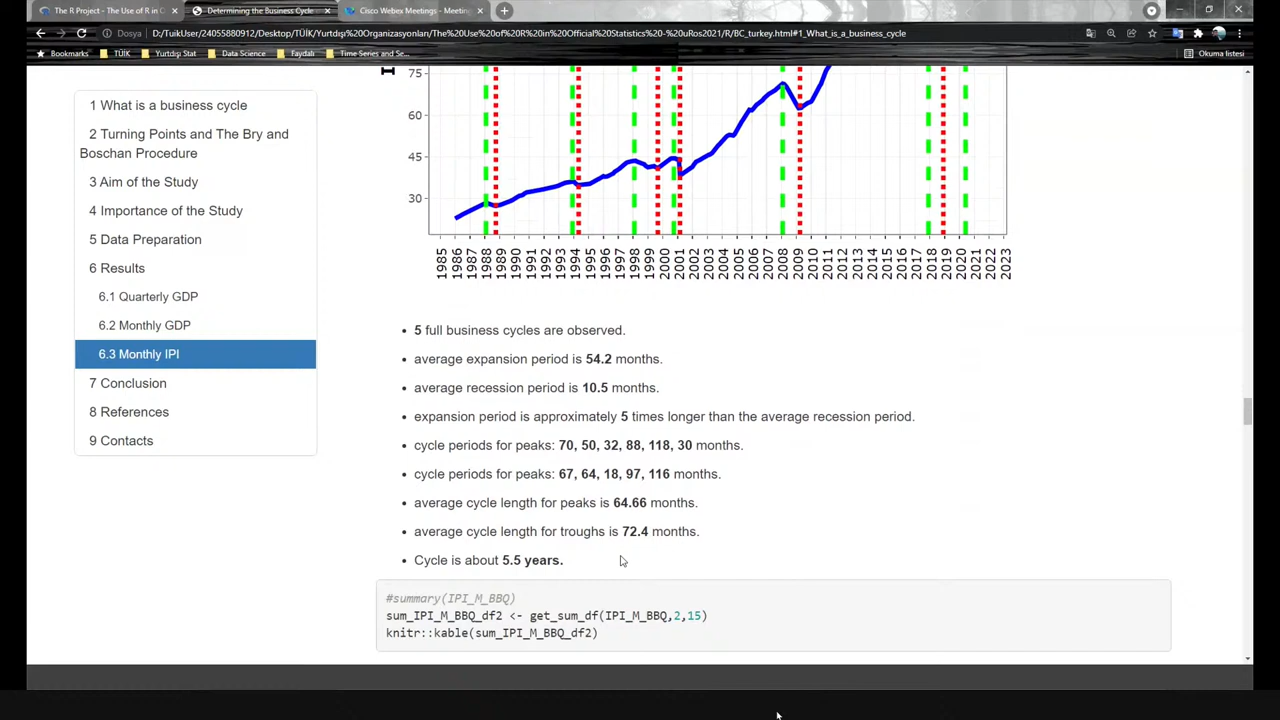 The R Project - The Use of R in O
Determining the Business Cycle
Cisco Webex Meetings - Meeting
Dosya
D:/TuikUser/24055880912/Desktop/TÜİK/Yurtdışı%20Organizasyonları/The%20Use%20of%20R%20in%20Official%20Statistics%20-%20uRos2021/R/BC_turkey.html#1_What_is_a_business_cycle
Bookmarks
TÜİK
Yurtdışı
Data Science
Faydalı
Time Series and Se...
Okuma listesi
1 What is a business cycle
2 Turning Points and The Bry and
Boschan Procedure
3 Aim of the Study
4 Importance of the Study
5 Data Preparation
6 Results
6.1 Quarterly GDP
6.2 Monthly GDP
6.3 Monthly IPI
7 Conclusion
8 References
9 Contacts
75
60
45
30
1985 1986 1987 1988 1989 1990 1991 1992 1993 1994 1995 1996 1997 1998 1999 2000 2001 2002 2003 2004 2005 2006 2007 2008 2009 2010 2011 2012 2013 2014 2015 2016 2017 2018 2019 2020 2021 2022 2023
• 5 full business cycles are observed.
• average expansion period is 54.2 months.
• average recession period is 10.5 months.
• expansion period is approximately 5 times longer than the average recession period.
• cycle periods for peaks: 70, 50, 32, 88, 118, 30 months.
• cycle periods for peaks: 67, 64, 18, 97, 116 months.
• average cycle length for peaks is 64.66 months.
• average cycle length for troughs is 72.4 months.
• Cycle is about 5.5 years.
#summary(IPI_M_BBQ)
sum_IPI_M_BBQ_df2 <- get_sum_df(IPI_M_BBQ,2,15)
knitr::kable(sum_IPI_M_BBQ_df2)